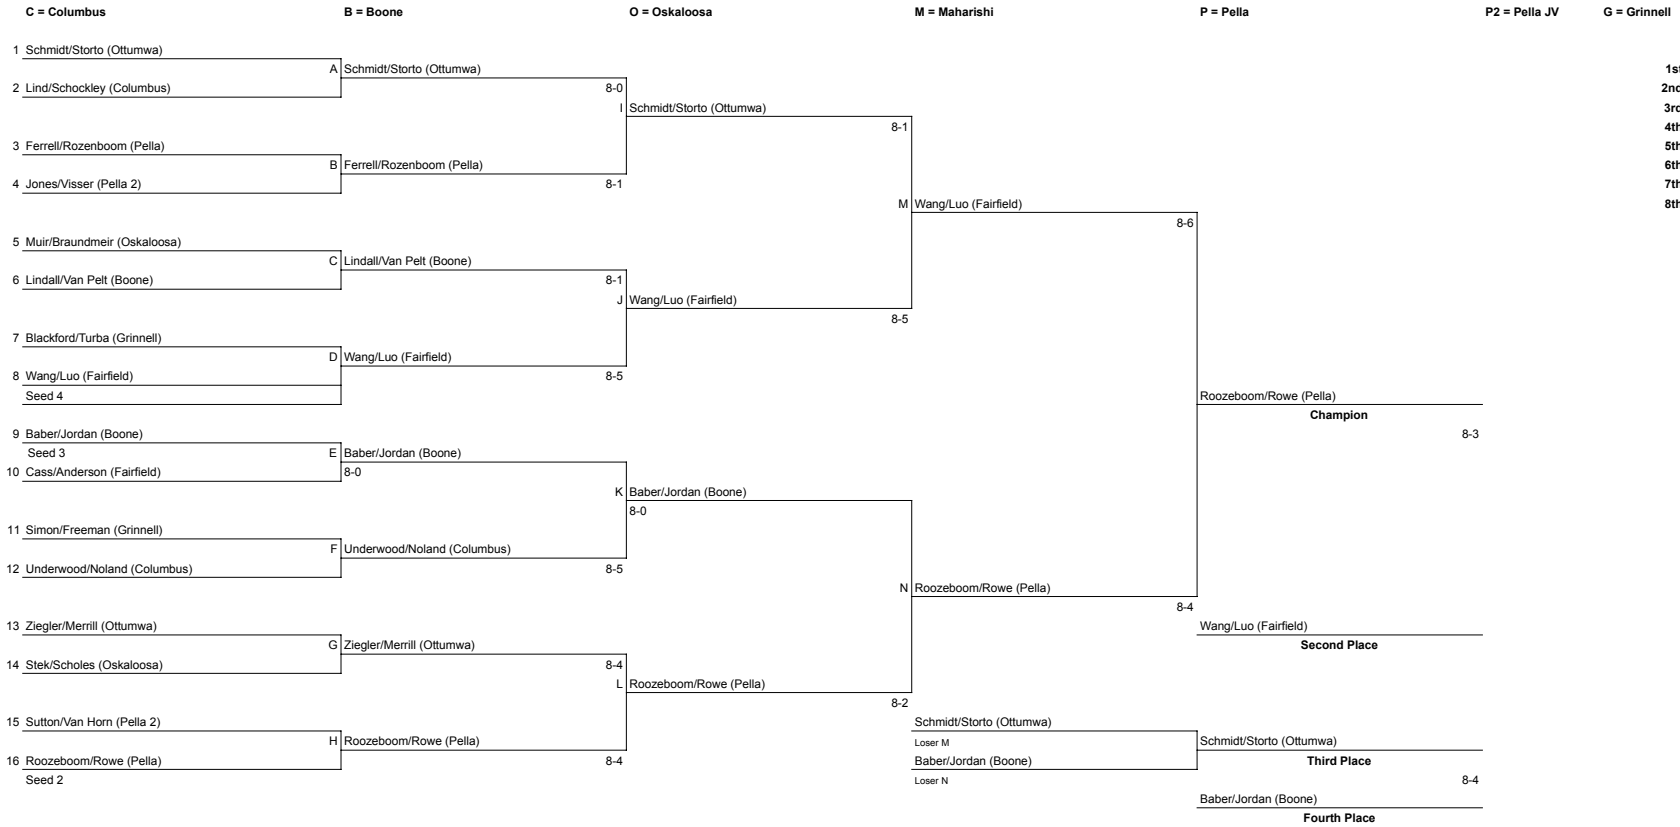 C = Columbus B = Boone O = Oskaloosa M = Maharishi P = Pella P2 = Pella JV G = Grinnell
1 Schmidt/Storto (Ottumwa)
A Schmidt/Storto (Ottumwa)
2 Lind/Schockley (Columbus)
8-0
I Schmidt/Storto (Ottumwa)
8-1
3 Ferrell/Rozenboom (Pella)
B Ferrell/Rozenboom (Pella)
4 Jones/Visser (Pella 2)
8-1
M Wang/Luo (Fairfield)
8-6
5 Muir/Braundmeir (Oskaloosa)
C Lindall/Van Pelt (Boone)
6 Lindall/Van Pelt (Boone)
8-1
J Wang/Luo (Fairfield)
8-5
7 Blackford/Turba (Grinnell)
D Wang/Luo (Fairfield)
8 Wang/Luo (Fairfield)
8-5
Seed 4
Roozeboom/Rowe (Pella)
Champion
8-3
9 Baber/Jordan (Boone)
Seed 3
E Baber/Jordan (Boone)
10 Cass/Anderson (Fairfield)
8-0
K Baber/Jordan (Boone)
8-0
11 Simon/Freeman (Grinnell)
F Underwood/Noland (Columbus)
12 Underwood/Noland (Columbus)
8-5
N Roozeboom/Rowe (Pella)
8-4
13 Ziegler/Merrill (Ottumwa)
G Ziegler/Merrill (Ottumwa)
14 Stek/Scholes (Oskaloosa)
8-4
L Roozeboom/Rowe (Pella)
8-2
Wang/Luo (Fairfield)
Second Place
15 Sutton/Van Horn (Pella 2)
H Roozeboom/Rowe (Pella)
16 Roozeboom/Rowe (Pella)
8-4
Seed 2
Schmidt/Storto (Ottumwa)
Loser M
Baber/Jordan (Boone)
Loser N
Schmidt/Storto (Ottumwa)
Third Place
8-4
Baber/Jordan (Boone)
Fourth Place
1st
2nd
3rd
4th
5th
6th
7th
8th